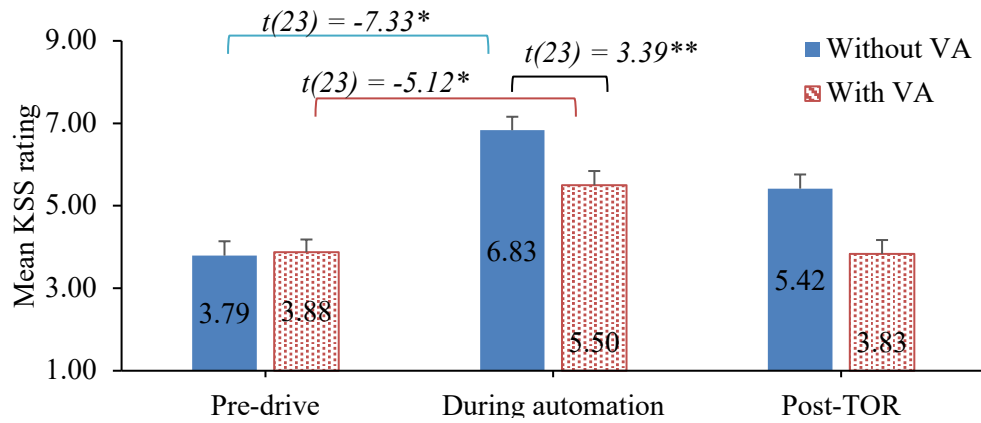 t(23) = -7.33*
9.00
Without VA
t(23) = 3.39**
With VA
t(23) = -5.12*
7.00
Mean KSS rating
5.00
6.83
5.42
3.00
3.79
3.88
5.50
3.83
1.00
Pre-drive
During automation
Post-TOR